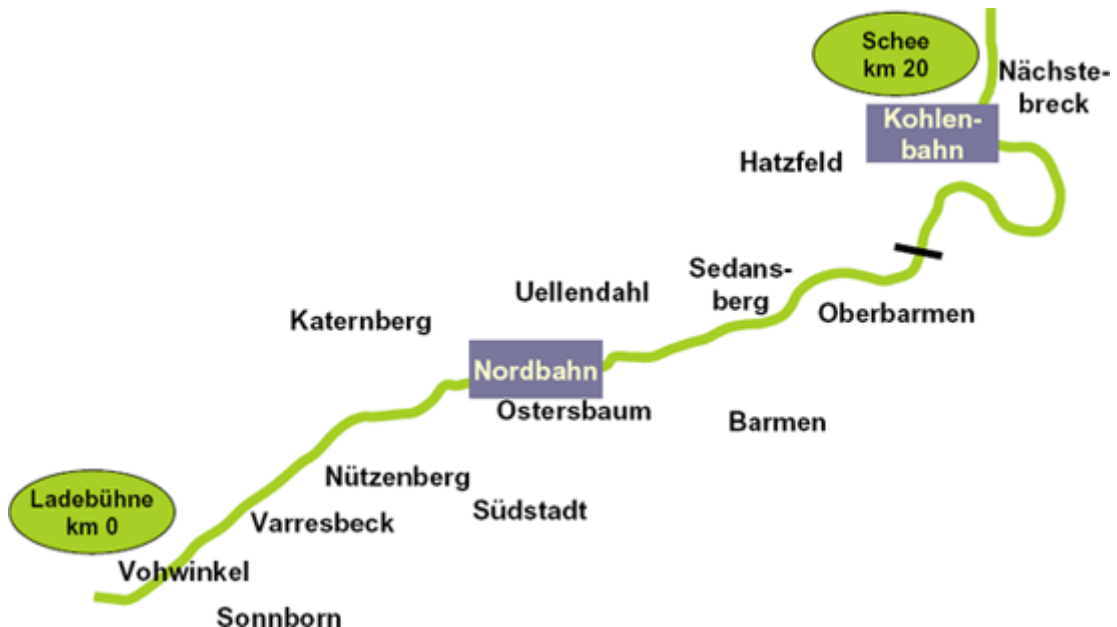 Schee
km 20
Nächste-
breck
Kohlen-
bahn
Hatzfeld
Sedans-
berg
Uellendahl
Oberbarmen
Katernberg
Nordbahn
Ostersbaum
Barmen
Nützenberg
Ladebühne
km 0
Südstadt
Varresbeck
Vohwinkel
Sonnborn